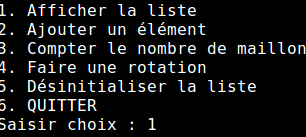 1. Afficher la liste
2. Ajouter un élément
3. Compter le nombre de maillon
4. Faire une rotation
5. Désinitialiser la liste
6. QUITTER
Saisir choix : 1